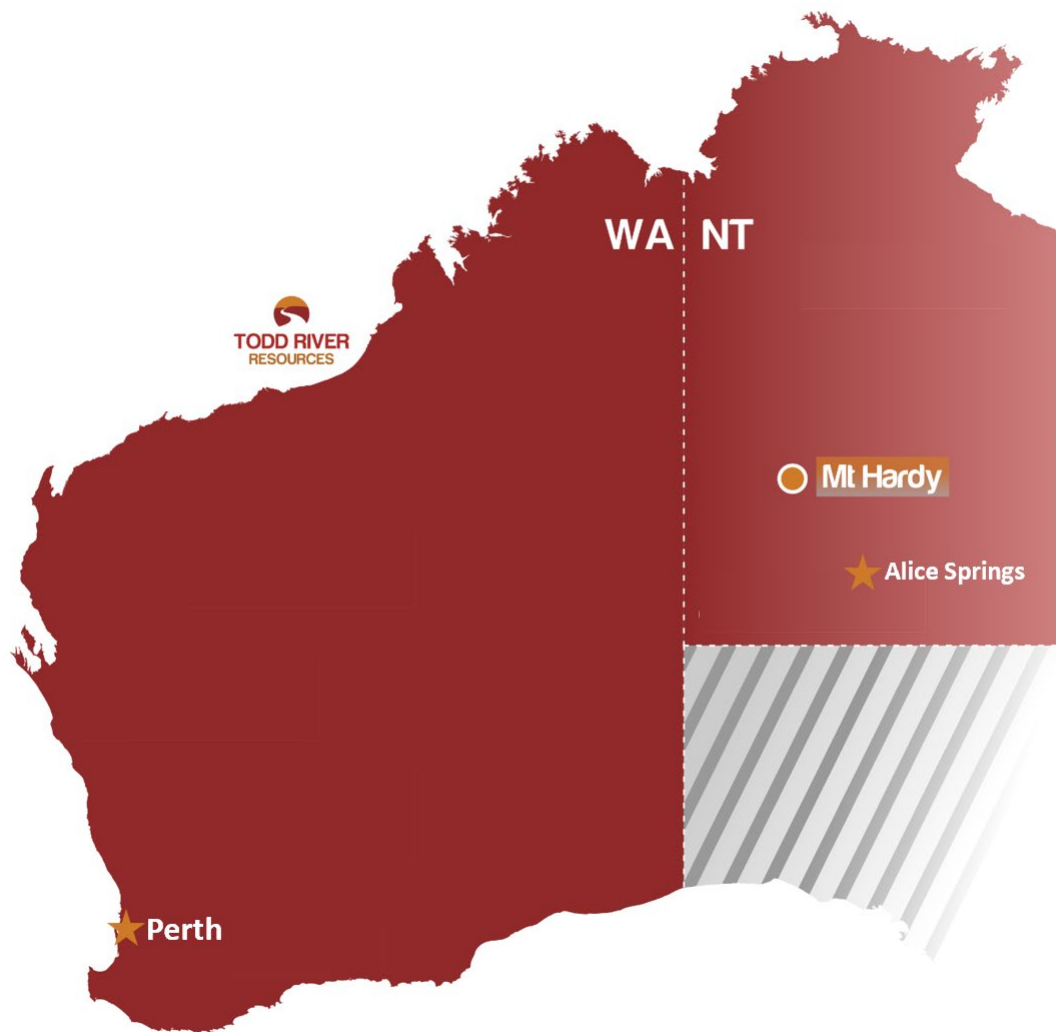 WA NT
TODD RIVER
RESOURCES
Mt Hardy
Alice Springs
Perth